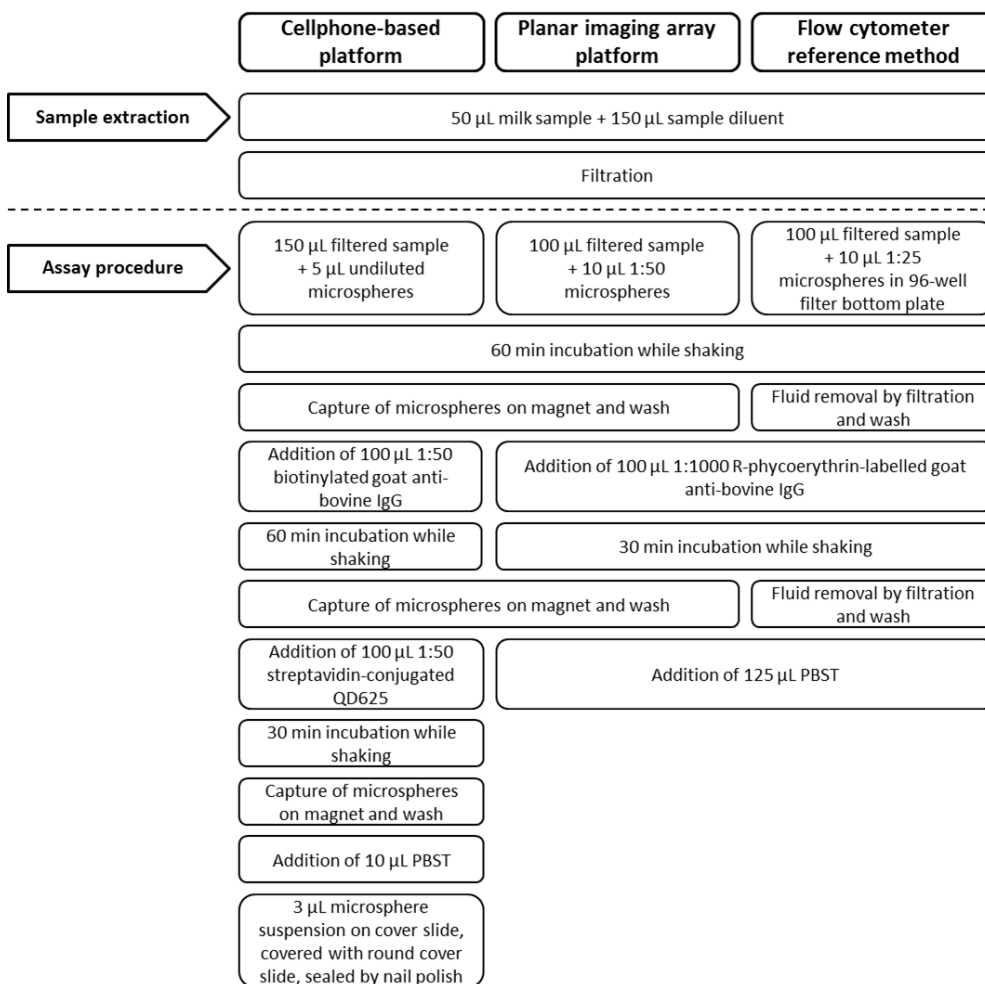 Cellphone-based
platform
Planar imaging array
platform
Flow cytometer
reference method
Sample extraction
50 µL milk sample + 150 µL sample diluent
Filtration
Assay procedure
150 µL filtered sample
+ 5 µL undiluted
microspheres
100 µL filtered sample
+ 10 µL 1:50
microspheres
100 µL filtered sample
+ 10 µL 1:25
microspheres in 96-well
filter bottom plate
60 min incubation while shaking
Capture of microspheres on magnet and wash
Fluid removal by filtration
and wash
Addition of 100 µL 1:50
biotinylated goat anti-
bovine IgG
Addition of 100 µL 1:1000 R-phycoerythrin-labelled goat
anti-bovine IgG
60 min incubation while
shaking
30 min incubation while shaking
Capture of microspheres on magnet and wash
Fluid removal by filtration
and wash
Addition of 100 µL 1:50
streptavidin-conjugated
QD625
Addition of 125 µL PBST
30 min incubation while
shaking
Capture of microspheres
on magnet and wash
Addition of 10 µL PBST
3 µL microsphere
suspension on cover slide,
covered with round cover
slide, sealed by nail polish